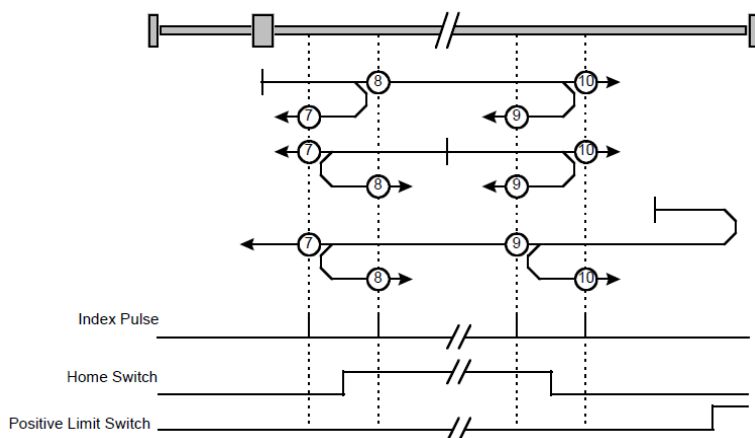 8 10
7 9
7 10
8 9
7 9
8 10
Index Pulse
Home Switch
Positive Limit Switch